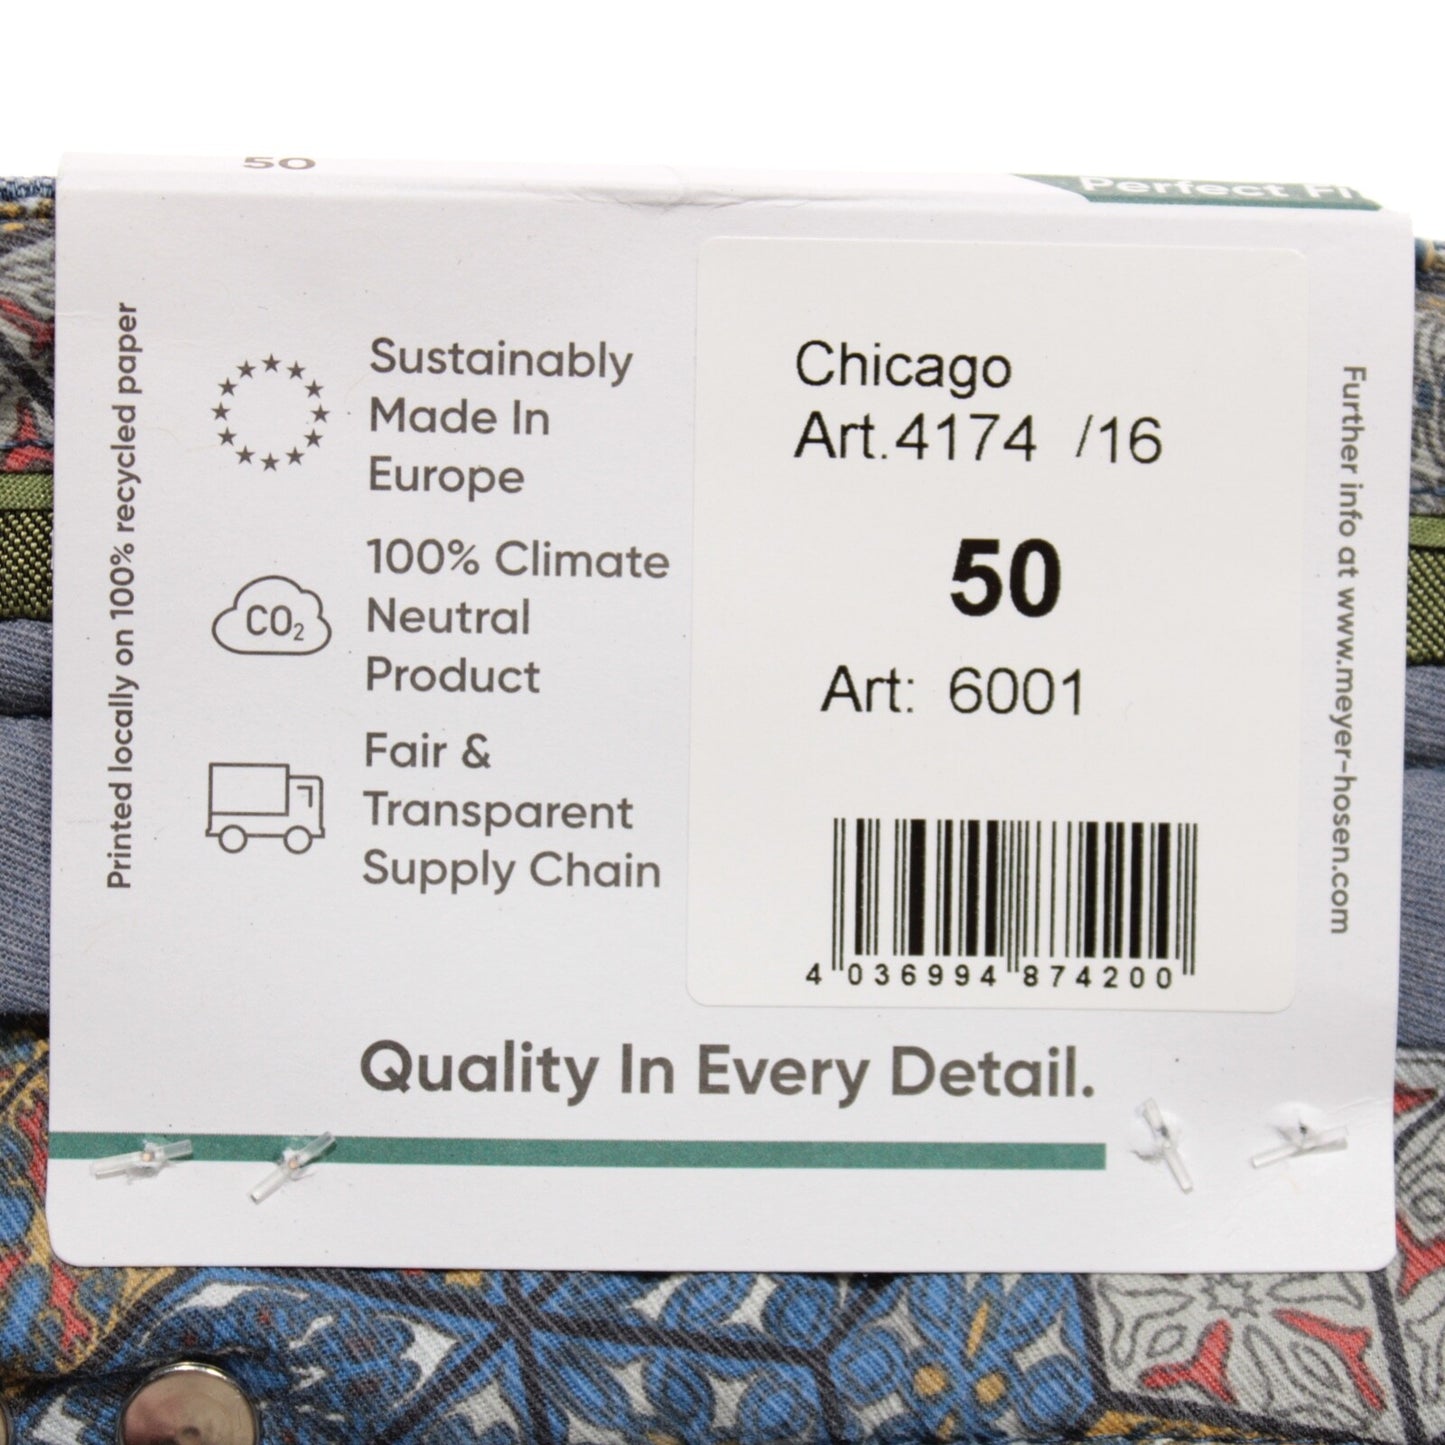 50
Perfect Fi
Printed locally on 100% recycled paper
Sustainably
Made In
Europe
CO₂
100% Climate
Neutral
Product
Fair &
Transparent
Supply Chain
Chicago
Art.4174 /16
50
Art: 6001
4 036994 874200
Further info at www.meyer-hosen.com
Quality In Every Detail.